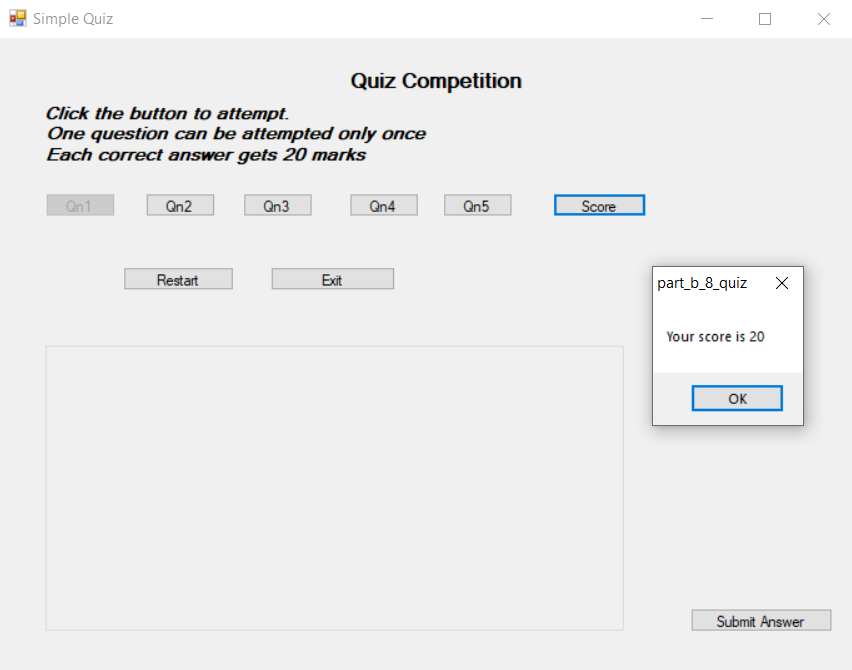 Simple Quiz
Quiz Competition
Click the button to attempt.
One question can be attempted only once
Each correct answer gets 20 marks
Qn1 Qn2 Qn3 Qn4 Qn5 Score
Restart Exit
part_b_8_quiz
Your score is 20
OK
Submit Answer